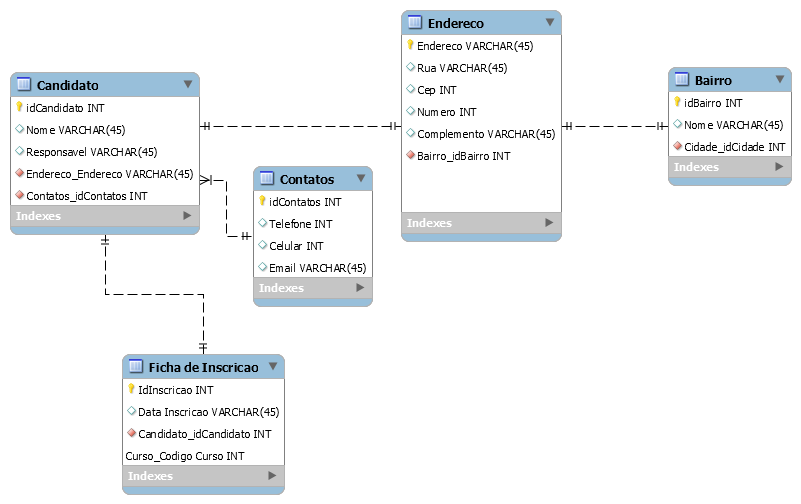 Candidato
idCandidato INT
Nome VARCHAR(45)
Responsavel VARCHAR(45)
Endereco_Endereco VARCHAR(45)
Contatos_idContatos INT
Indexes
Contatos
idContatos INT
Telefone INT
Celular INT
Email VARCHAR(45)
Indexes
Endereco
Endereco VARCHAR(45)
Rua VARCHAR(45)
Cep INT
Numero INT
Complemento VARCHAR(45)
Bairro_idBairro INT
Indexes
Bairro
idBairro INT
Nome VARCHAR(45)
Cidade_idCidade INT
Indexes
Ficha de Inscricao
IdInscricao INT
Data Inscricao VARCHAR(45)
Candidato_idCandidato INT
Curso_Codigo Curso INT
Indexes